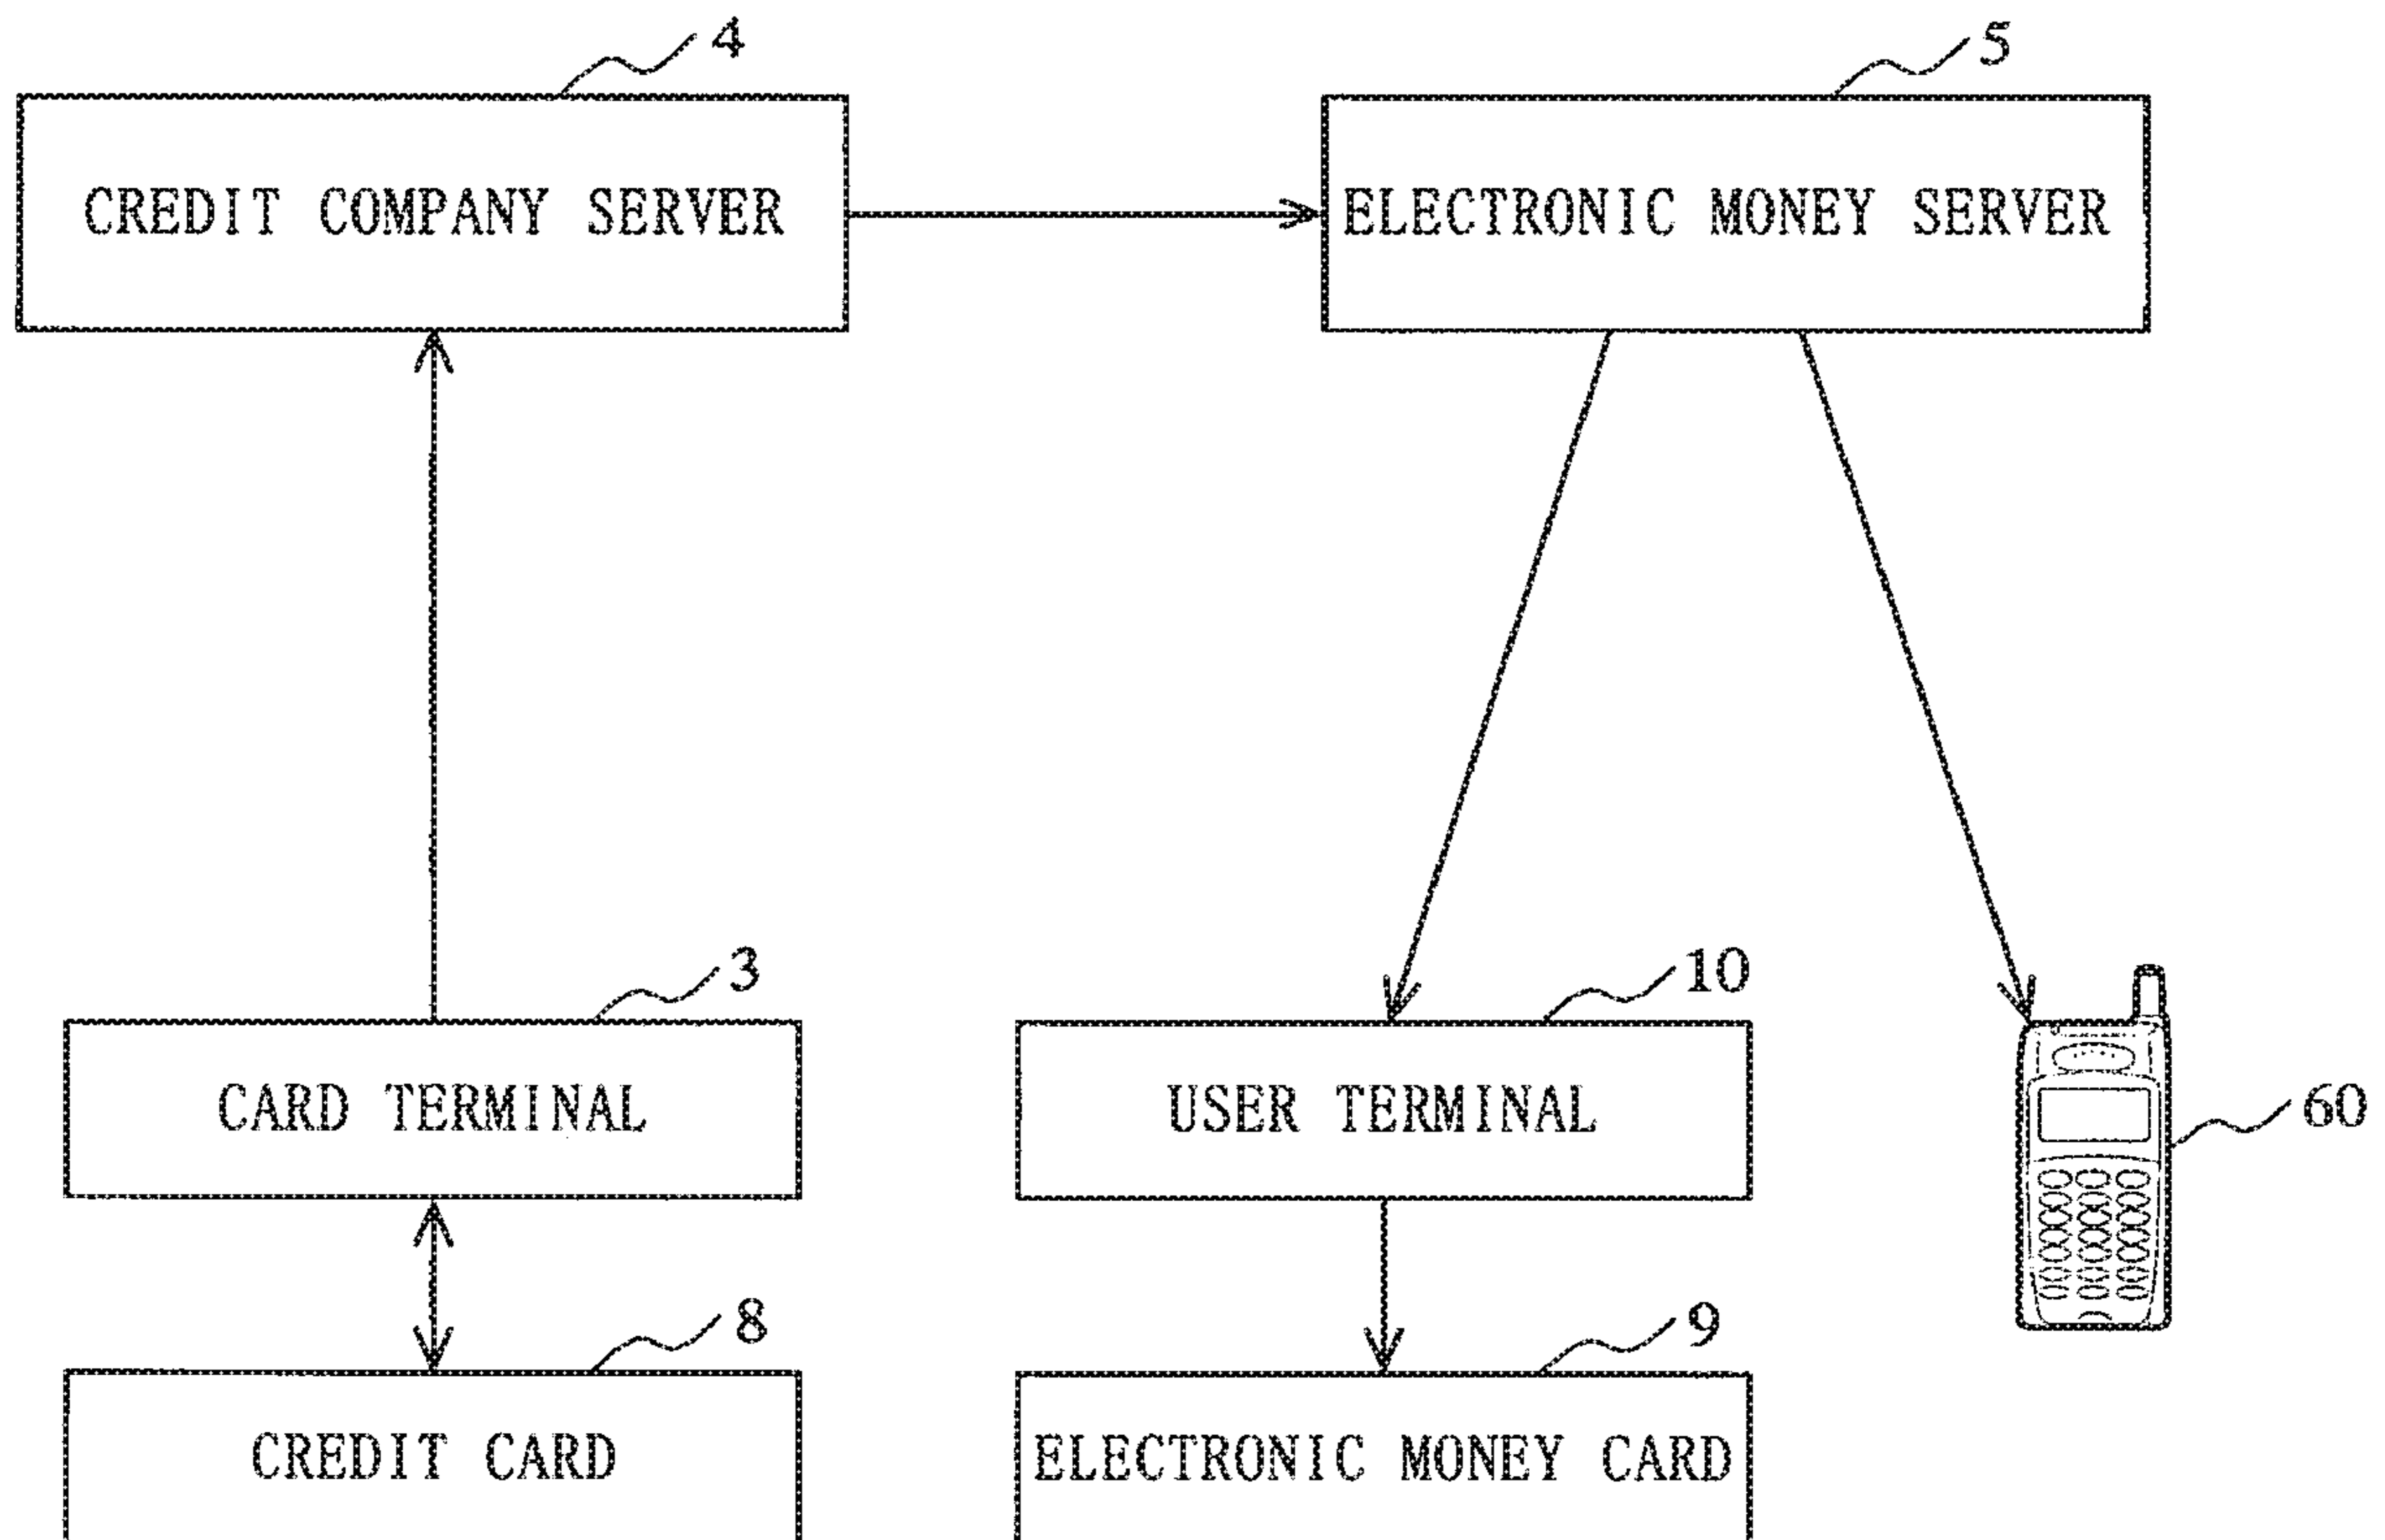 4
5
CREDIT COMPANY SERVER
ELECTRONIC MONEY SERVER
3
10
CARD TERMINAL
USER TERMINAL
60
8
9
CREDIT CARD
ELECTRONIC MONEY CARD